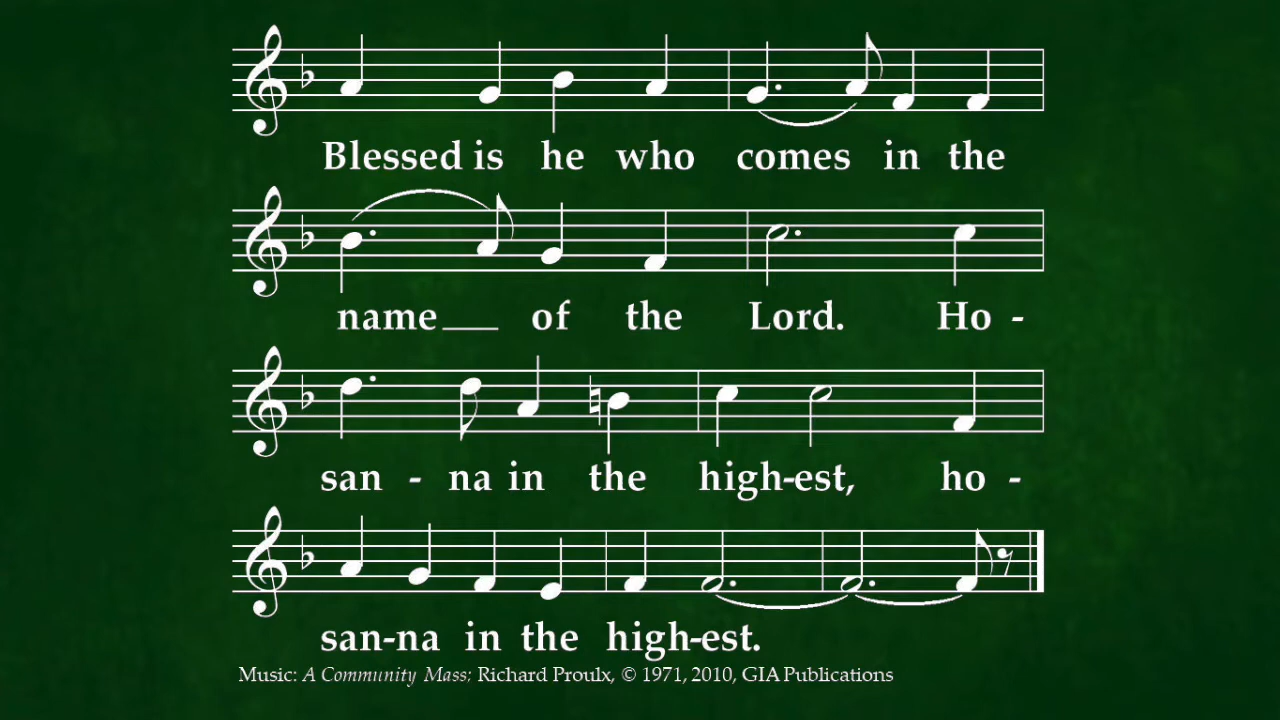 Blessed is he who comes in the
name___ of the Lord. Ho -
san - na in the high-est, ho -
san-na in the high-est.
Music: A Community Mass; Richard Proulx, © 1971, 2010, GIA Publications